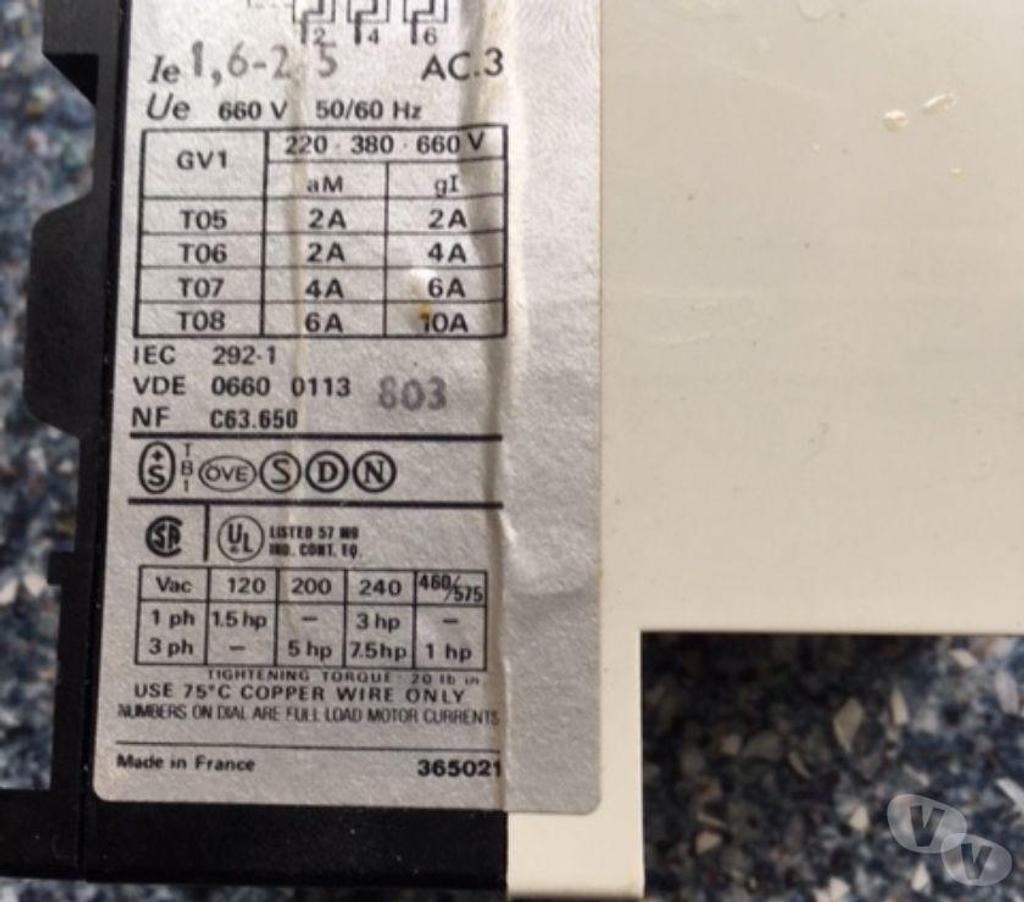 2 4 6
Ie 1,6-2,5 AC.3
Ue 660 V 50/60 Hz
GV1 220 · 380 · 660 V
aM gI
T05 2A 2A
T06 2A 4A
T07 4A 6A
T08 6A 10A
IEC 292-1
VDE 0660 0113 803
NF C63.650
+S TB1 ÖVE S D N
SA UL LISTED 57 M9
IND. CONT. EQ.
Vac 120 200 240 460/575
1 ph 1.5 hp – 3 hp –
3 ph – 5 hp 7.5hp 1 hp
TIGHTENING TORQUE : 20 lb in
USE 75°C COPPER WIRE ONLY
NUMBERS ON DIAL ARE FULL LOAD MOTOR CURRENTS
Made in France 365021
V V